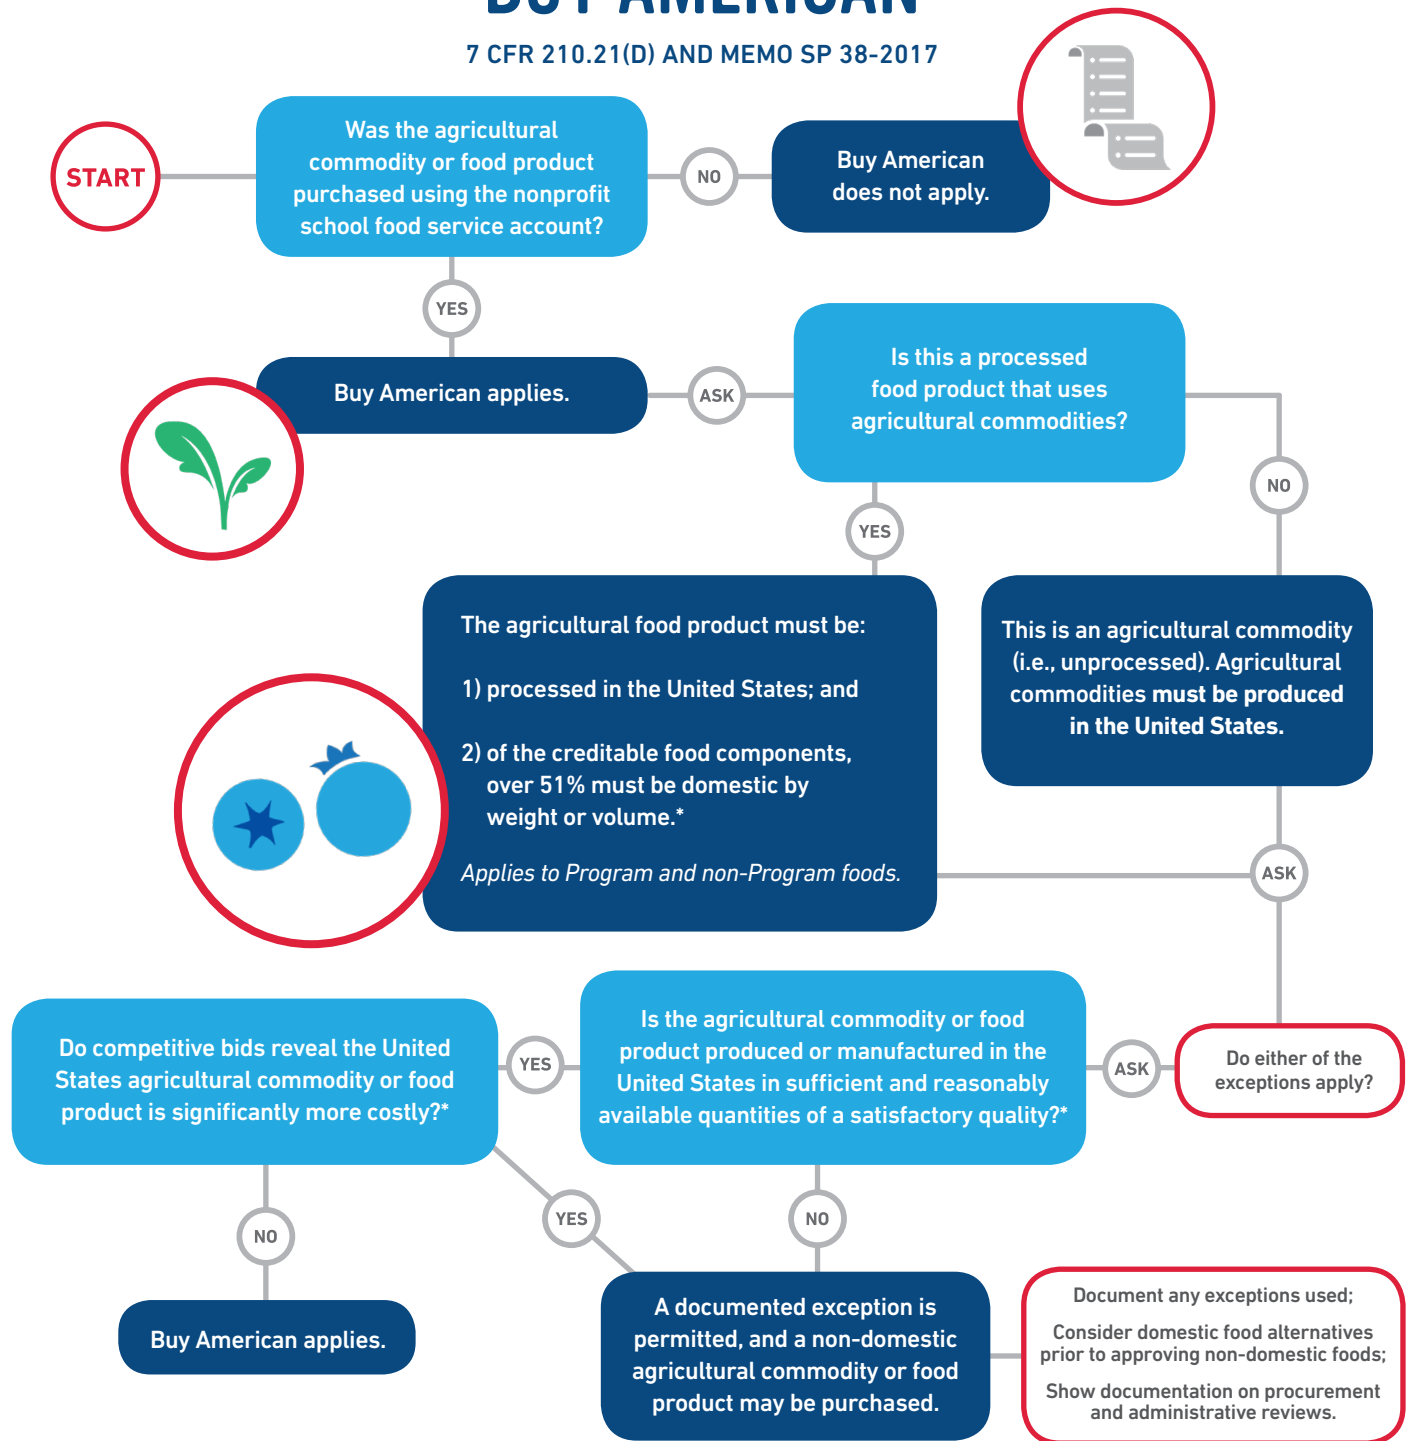 BUY AMERICAN
7 CFR 210.21(D) AND MEMO SP 38-2017
START
Was the agricultural
commodity or food product
purchased using the nonprofit
school food service account?
NO
Buy American
does not apply.
YES
Buy American applies.
ASK
Is this a processed
food product that uses
agricultural commodities?
NO
YES
The agricultural food product must be:
1) processed in the United States; and
2) of the creditable food components,
over 51% must be domestic by
weight or volume.*
Applies to Program and non-Program foods.
This is an agricultural commodity
(i.e., unprocessed). Agricultural
commodities must be produced
in the United States.
ASK
Do either of the
exceptions apply?
ASK
Is the agricultural commodity or food
product produced or manufactured in the
United States in sufficient and reasonably
available quantities of a satisfactory quality?*
YES
Do competitive bids reveal the United
States agricultural commodity or food
product is significantly more costly?*
NO
YES
NO
Buy American applies.
A documented exception is
permitted, and a non-domestic
agricultural commodity or food
product may be purchased.
Document any exceptions used;
Consider domestic food alternatives
prior to approving non-domestic foods;
Show documentation on procurement
and administrative reviews.